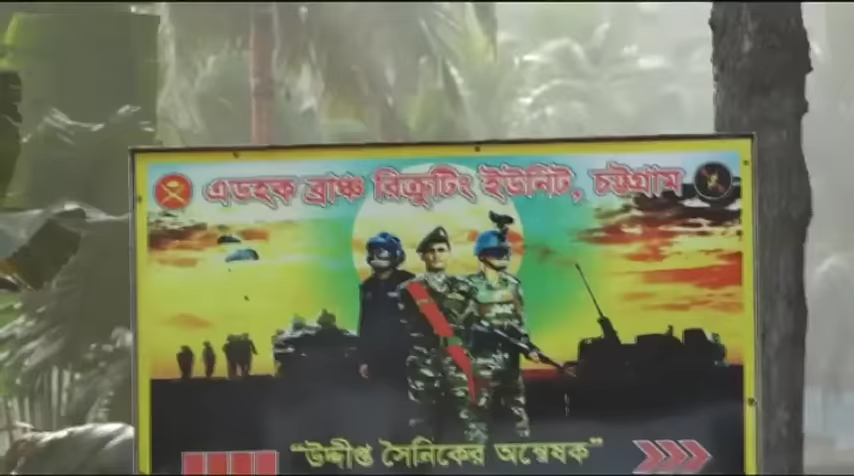 এডহক ব্রাঞ্চ রিক্রুটিং ইউনিট, চট্টগ্রাম
“উদ্দীপ্ত সৈনিকের অন্বেষক”